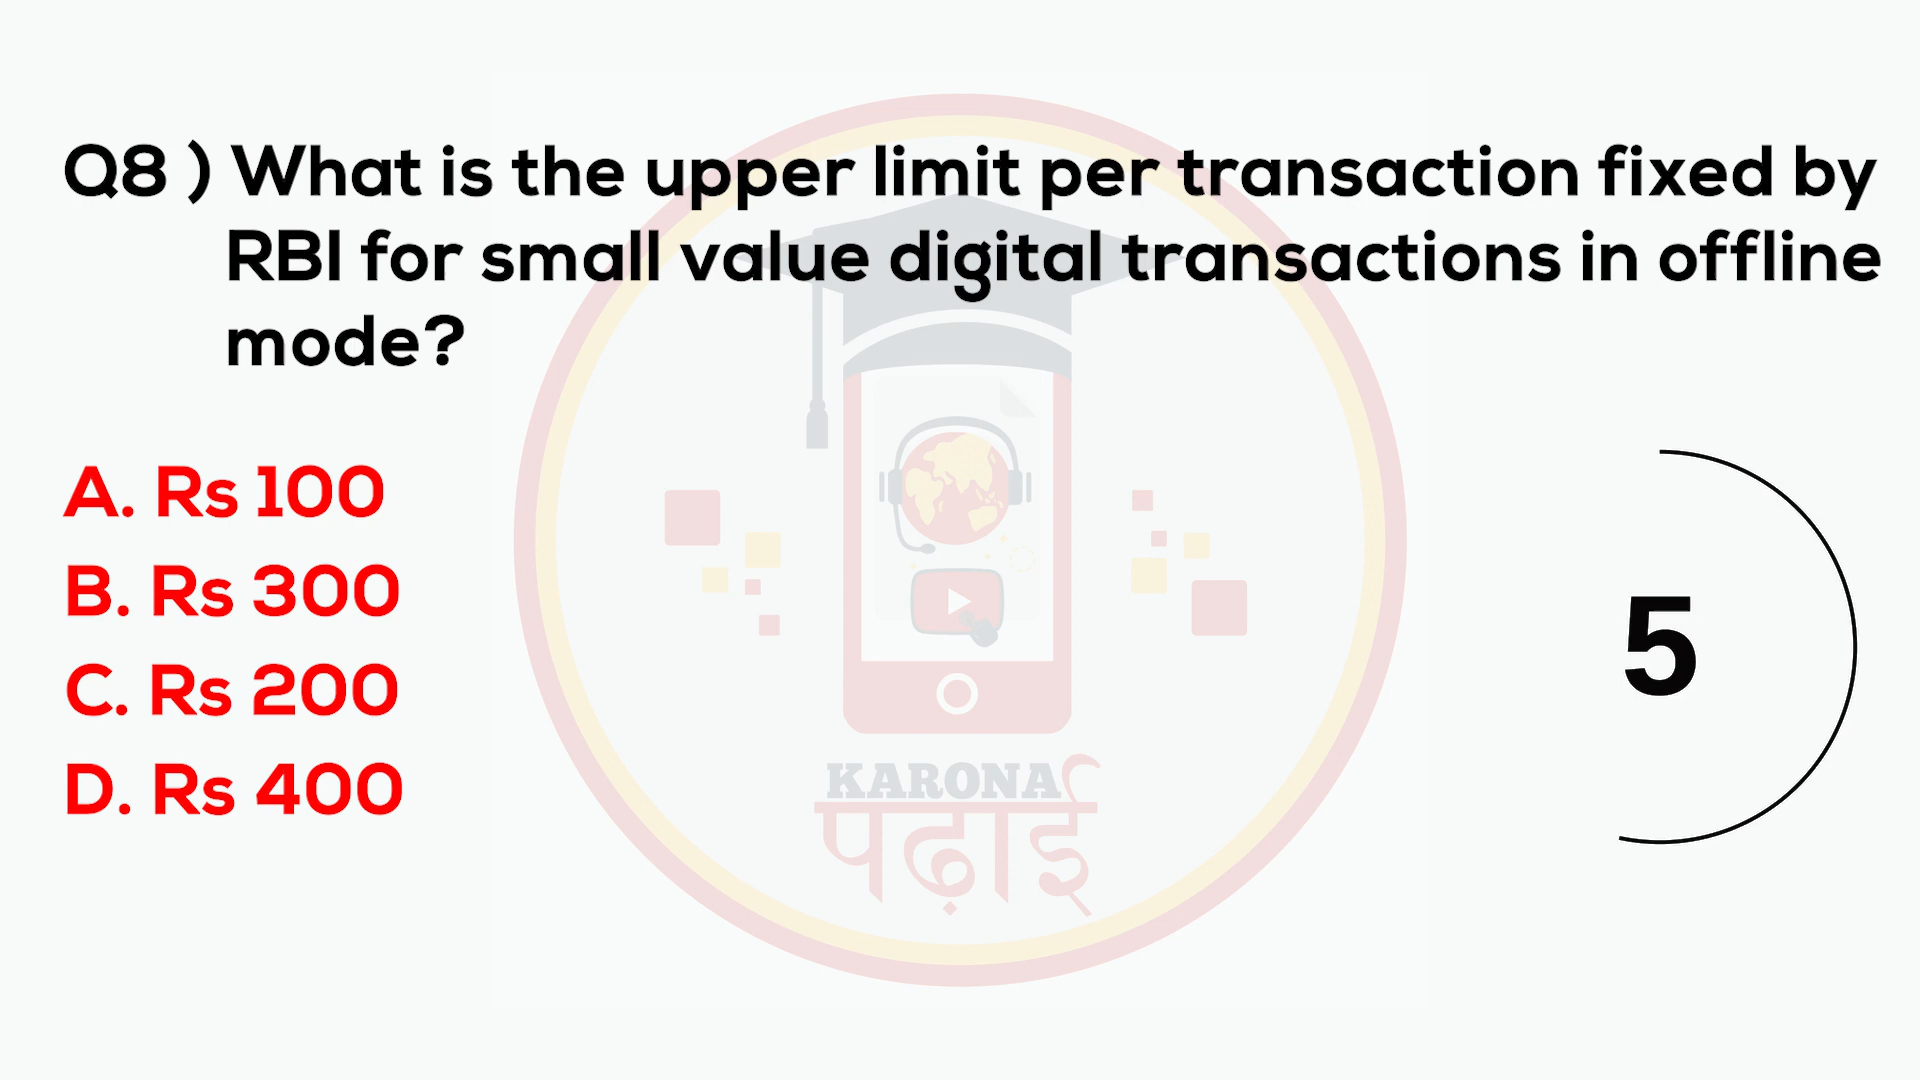 Q8 ) What is the upper limit per transaction fixed by
RBI for small value digital transactions in offline
mode?
A. Rs 100
B. Rs 300
C. Rs 200
D. Rs 400
5
KARONA
पढ़ाई